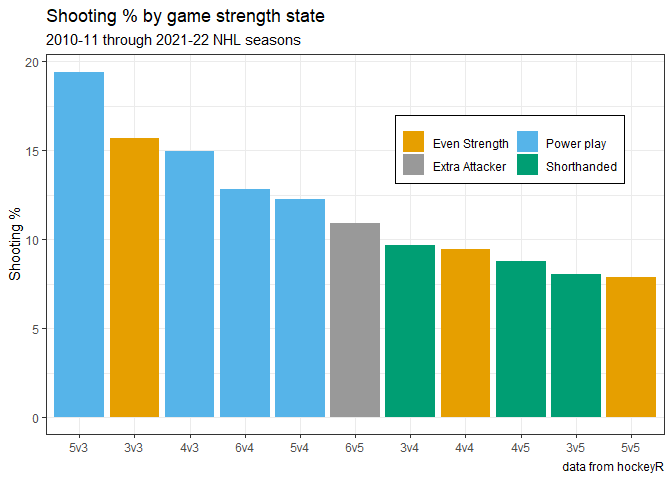 Shooting % by game strength state
2010-11 through 2021-22 NHL seasons
Shooting %
20
15
10
5
0
Even Strength Power play
Extra Attacker Shorthanded
5v3 3v3 4v3 6v4 5v4 6v5 3v4 4v4 4v5 3v5 5v5
data from hockeyR